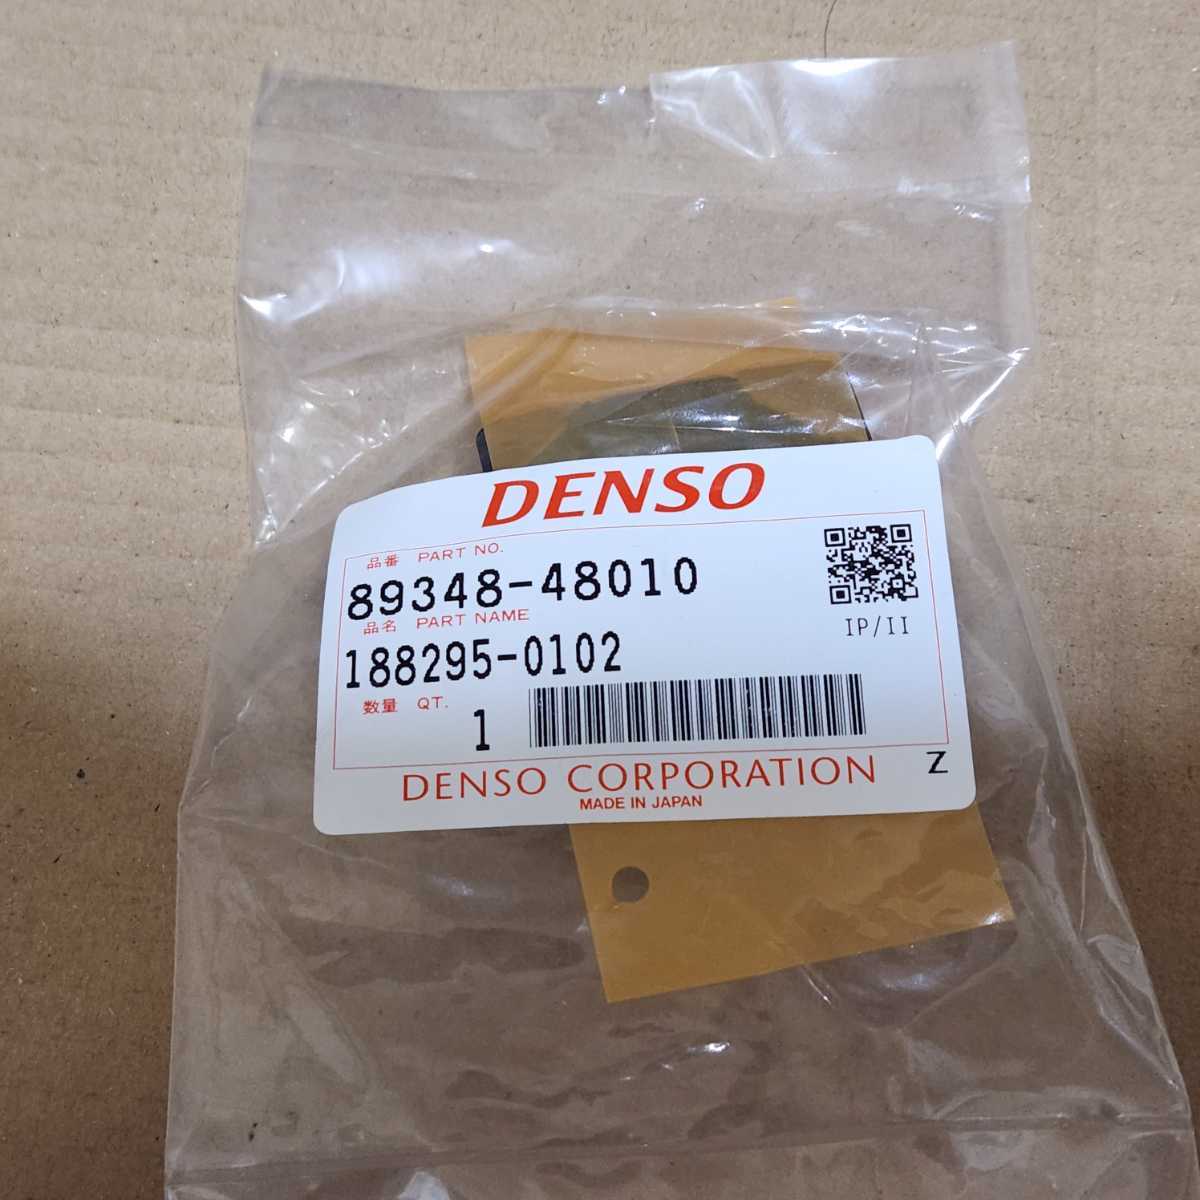 DENSO
品番 PART NO.
89348-48010
品名 PART NAME
188295-0102
IP/II
数量 QT.
1
DENSO CORPORATION
Z
MADE IN JAPAN